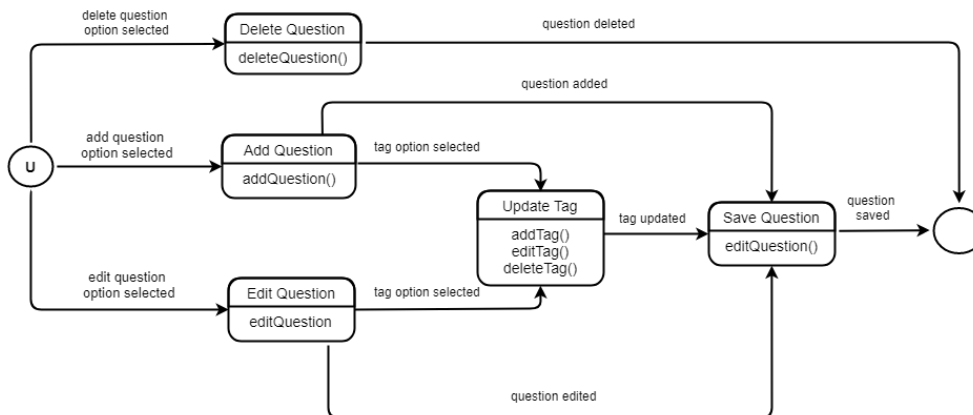 delete question
option selected
Delete Question
deleteQuestion()
question deleted
question added
add question
option selected
U
Add Question
addQuestion()
tag option selected
Update Tag
addTag()
editTag()
deleteTag()
tag updated
Save Question
editQuestion()
question
saved
edit question
option selected
Edit Question
editQuestion
tag option selected
question edited